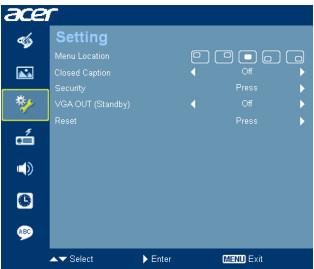 acer
Setting
Menu Location
Closed Caption Off
Security Press
VGA OUT (Standby) Off
Reset Press
ABC
Select Enter MENU Exit